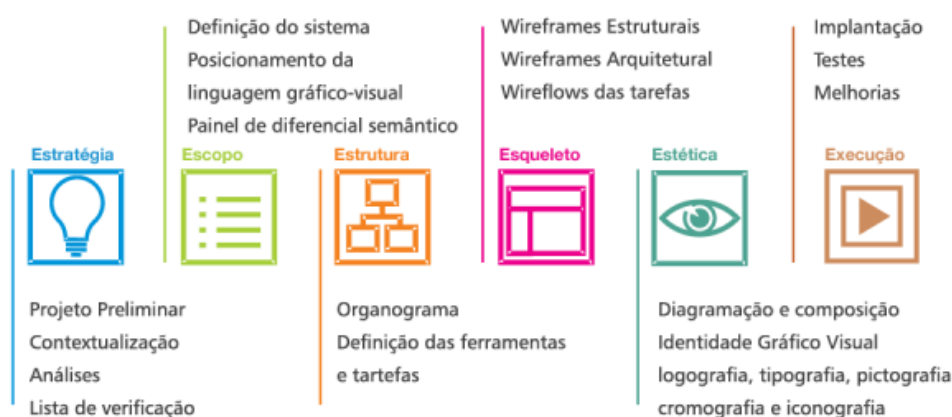 Definição do sistema
Posicionamento da
linguagem gráfico-visual
Painel de diferencial semântico
Wireframes Estruturais
Wireframes Arquitetural
Wireflows das tarefas
Implantação
Testes
Melhorias
Estratégia
Escopo
Estrutura
Esqueleto
Estética
Execução
Projeto Preliminar
Contextualização
Análises
Lista de verificação
Organograma
Definição das ferramentas
e tartefas
Diagramação e composição
Identidade Gráfico Visual
logografia, tipografia, pictografia
cromografia e iconografia